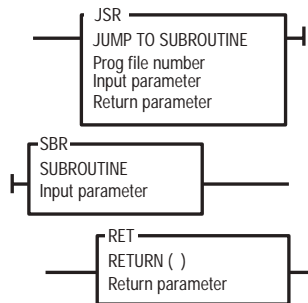 JSR
JUMP TO SUBROUTINE
Prog file number
Input parameter
Return parameter
SBR
SUBROUTINE
Input parameter
RET
RETURN ( )
Return parameter